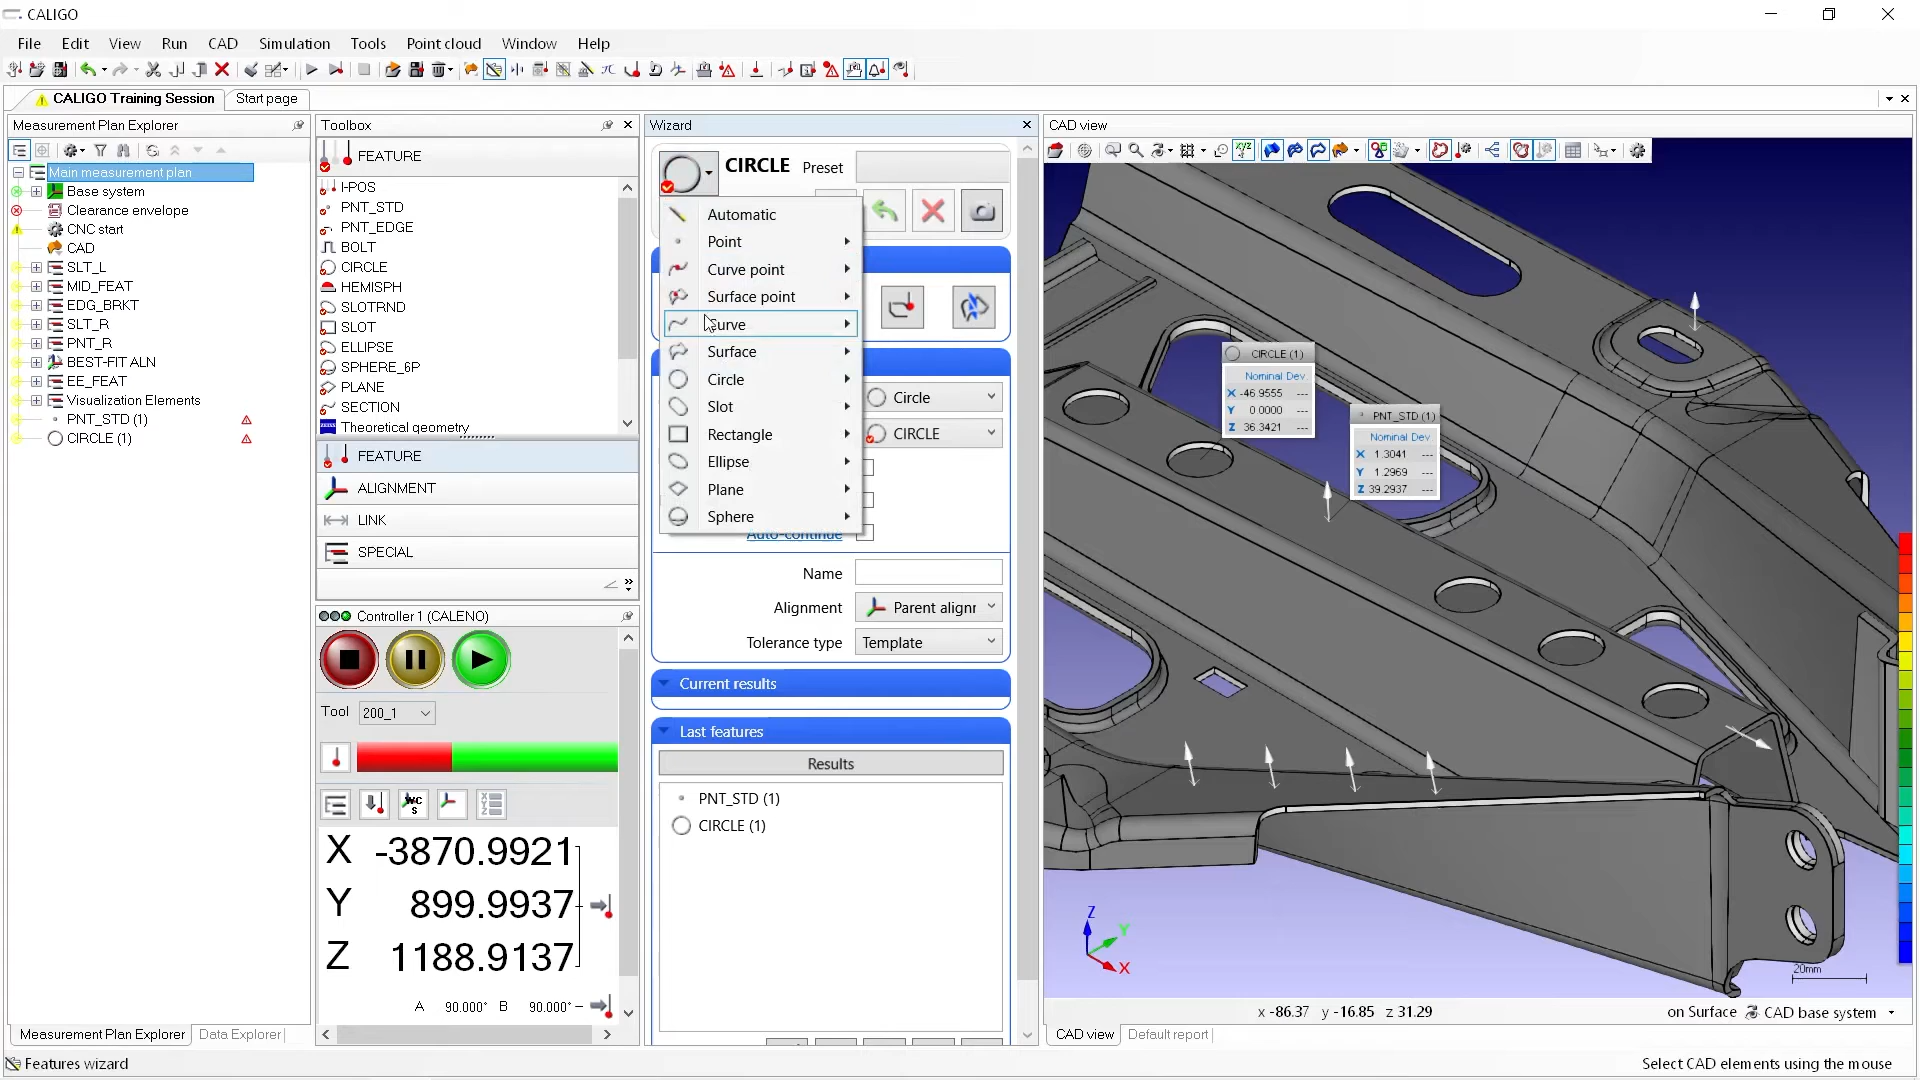 CALIGO
File Edit View Run CAD Simulation Tools Point cloud Window Help
CALIGO Training Session
Start page
Measurement Plan Explorer
Main measurement plan
Base system
Clearance envelope
CNC start
CAD
SLT_L
MID_FEAT
EDG_BRKT
SLT_R
PNT_R
BEST-FIT ALN
EE_FEAT
Visualization Elements
PNT_STD (1)
CIRCLE (1)
Measurement Plan Explorer
Data Explorer
Toolbox
FEATURE
I-POS
PNT_STD
PNT_EDGE
BOLT
CIRCLE
HEMISPH
SLOTRND
SLOT
ELLIPSE
SPHERE_6P
PLANE
SECTION
Theoretical geometry
FEATURE
ALIGNMENT
LINK
SPECIAL
Controller 1 (CALENO)
Tool 200_1
X -3870.9921
Y 899.9937
Z 1188.9137
A 90.000° B 90.000°
Wizard
CIRCLE Preset
Automatic
Point
Curve point
Surface point
Curve
Surface
Circle
Slot
Rectangle
Ellipse
Plane
Sphere
Circle
CIRCLE
Auto-continue
Name
Alignment Parent alignr
Tolerance type Template
Current results
Last features
Results
PNT_STD (1)
CIRCLE (1)
CAD view
CIRCLE (1)
Nominal Dev.
X -46.9555 ---
Y 0.0000 ---
Z 36.3421 ---
PNT_STD (1)
Nominal Dev.
X 1.3041 ---
Y 1.2969 ---
Z 39.2937 ---
Z
Y
X
20mm
x -86.37 y -16.85 z 31.29
on Surface CAD base system
CAD view
Default report
Features wizard
Select CAD elements using the mouse